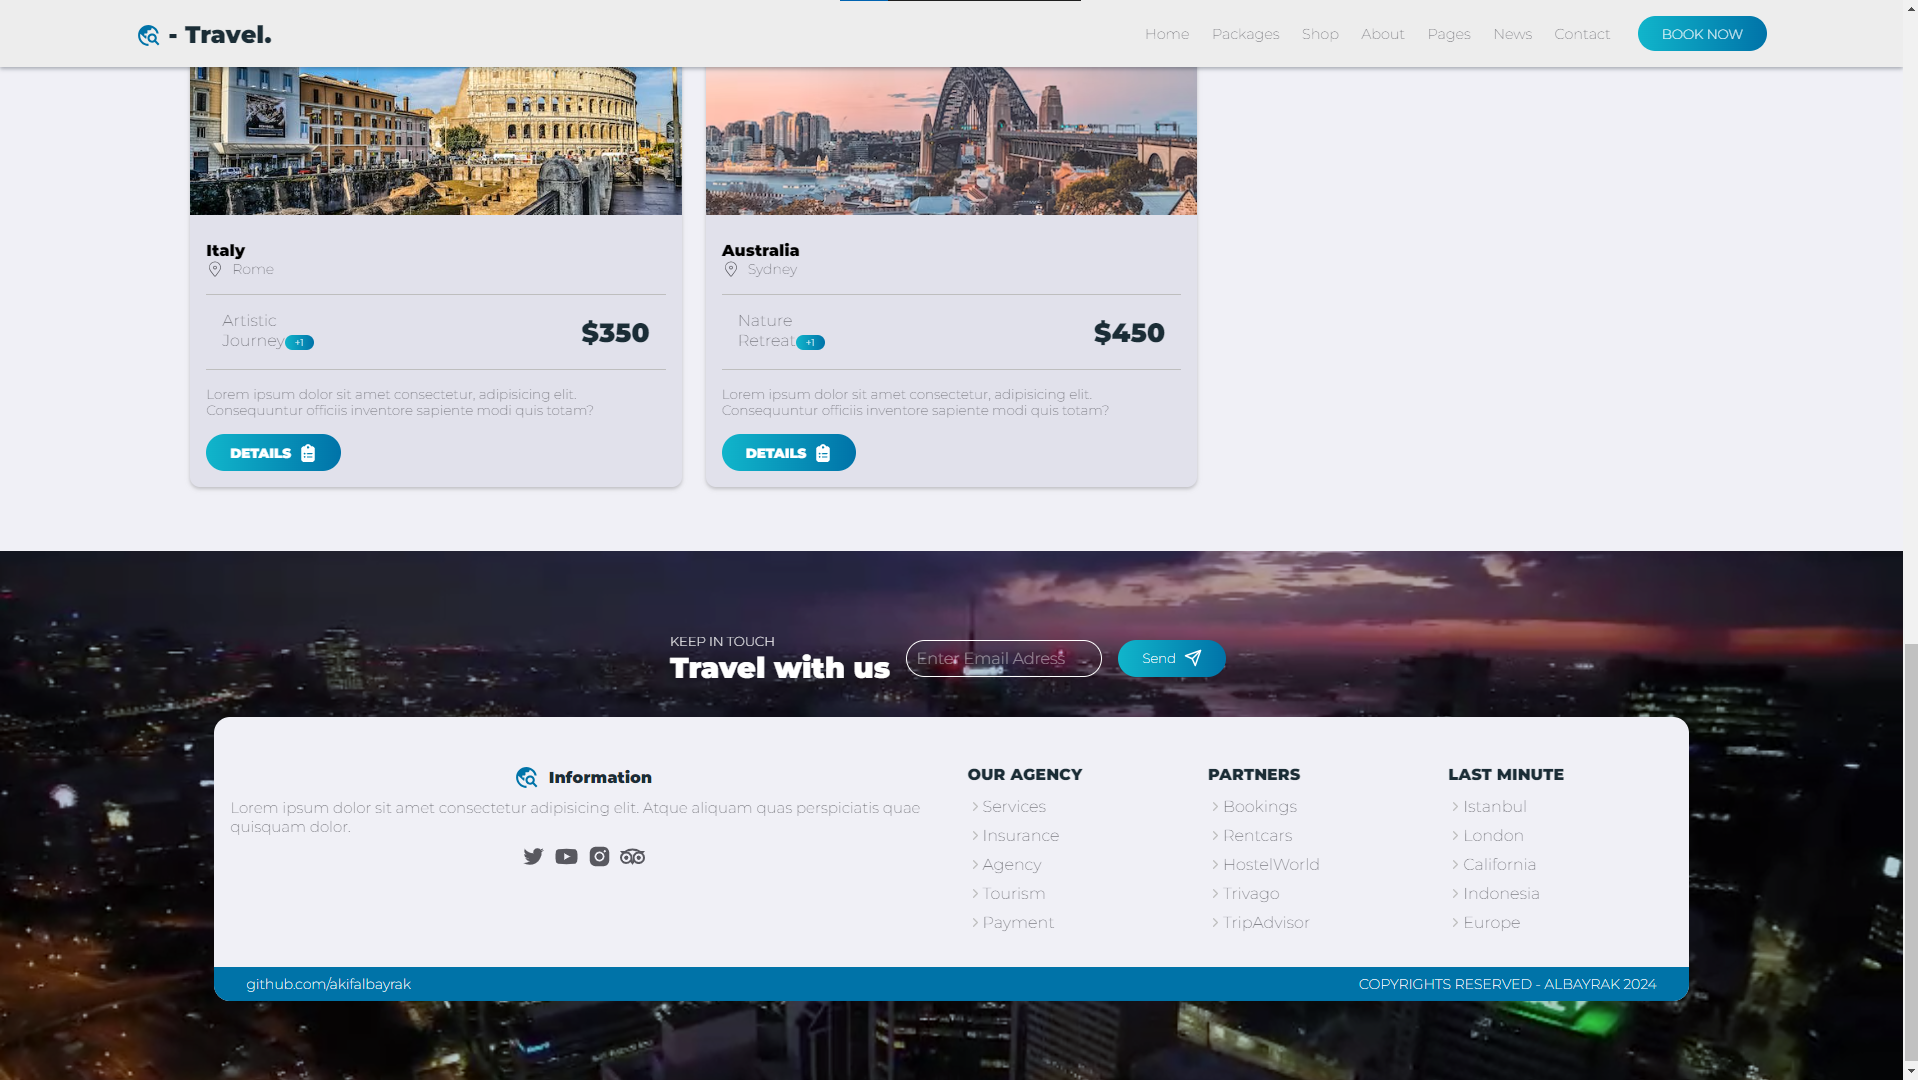 - Travel.
Home
Packages
Shop
About
Pages
News
Contact
BOOK NOW
Italy
Rome
Artistic
Journey +1
$350
Lorem ipsum dolor sit amet consectetur, adipisicing elit.
Consequuntur officiis inventore sapiente modi quis totam?
DETAILS
Australia
Sydney
Nature
Retreat +1
$450
Lorem ipsum dolor sit amet consectetur, adipisicing elit.
Consequuntur officiis inventore sapiente modi quis totam?
DETAILS
KEEP IN TOUCH
Travel with us
Enter Email Adress
Send
Information
Lorem ipsum dolor sit amet consectetur adipisicing elit. Atque aliquam quas perspiciatis quae
quisquam dolor.
OUR AGENCY
Services
Insurance
Agency
Tourism
Payment
PARTNERS
Bookings
Rentcars
HostelWorld
Trivago
TripAdvisor
LAST MINUTE
Istanbul
London
California
Indonesia
Europe
github.com/akifalbayrak
COPYRIGHTS RESERVED - ALBAYRAK 2024